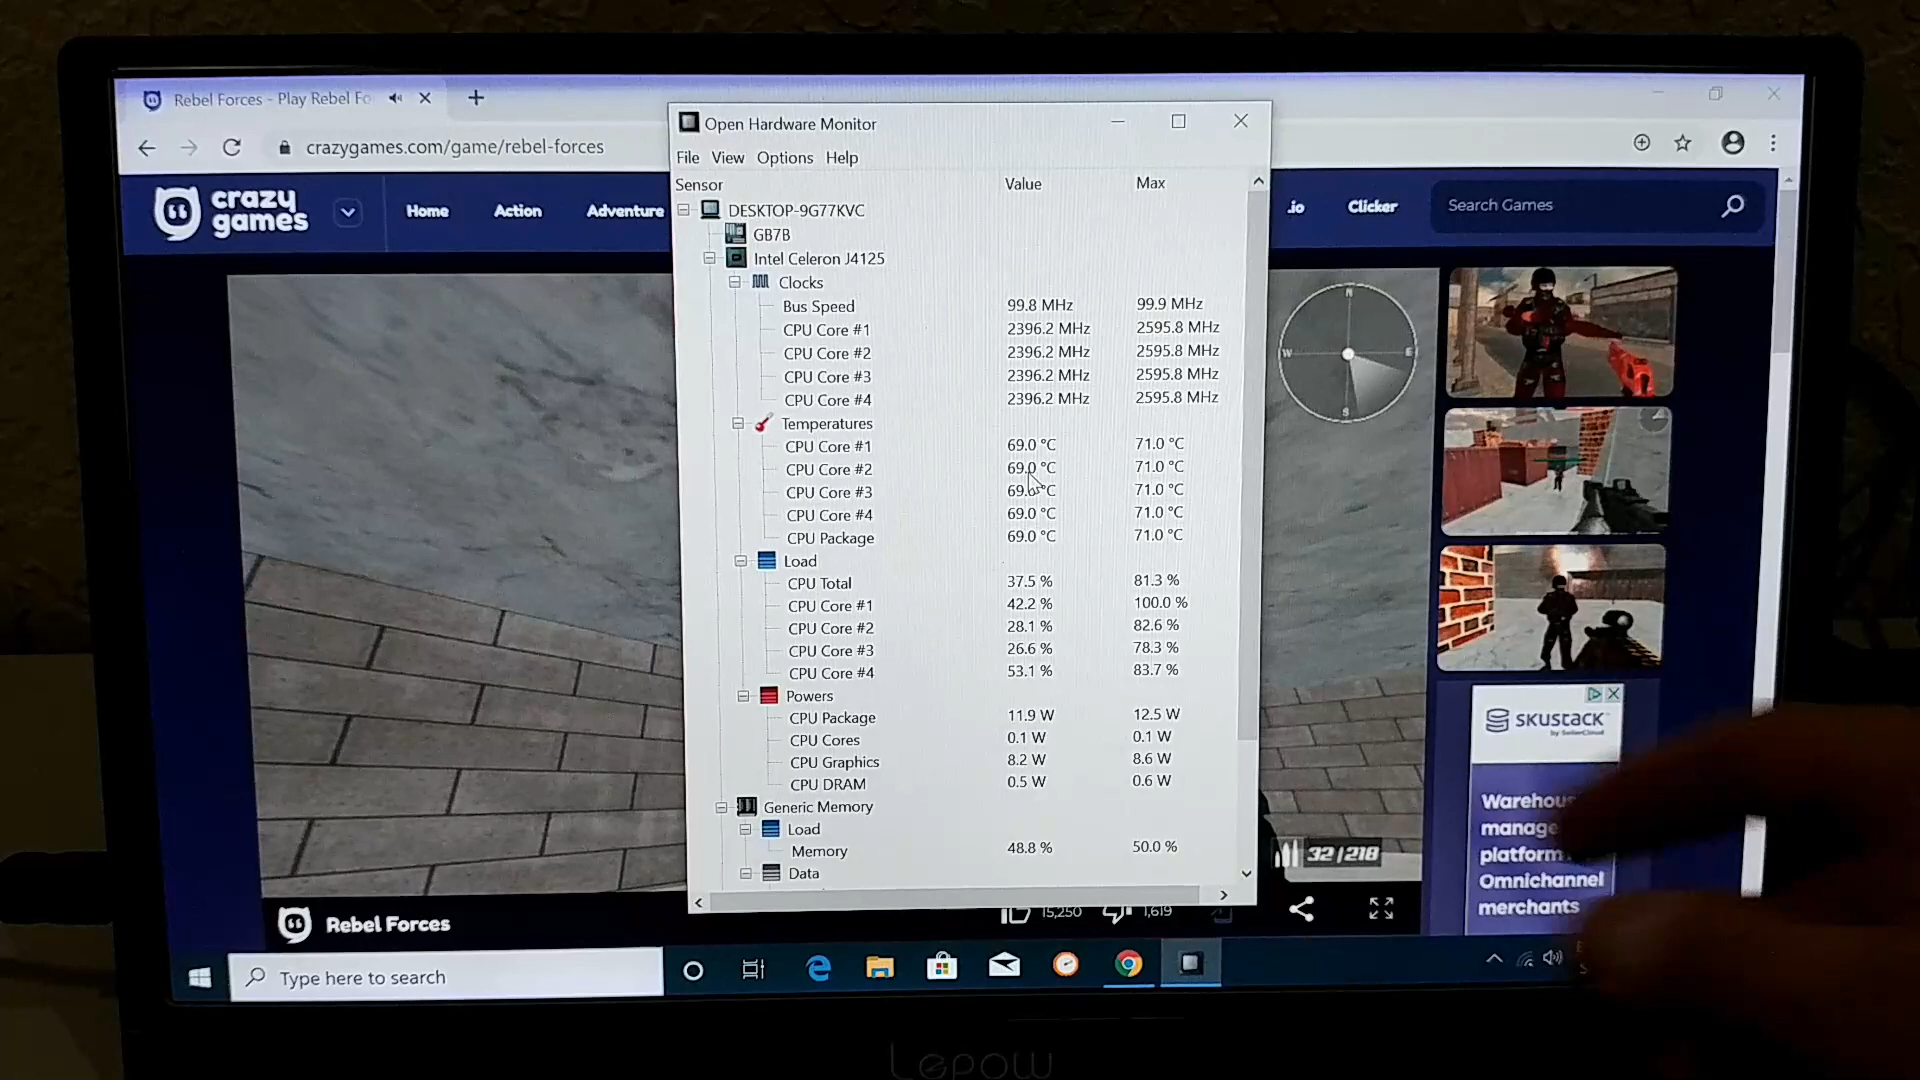 Rebel Forces - Play Rebel Fo
crazygames.com/game/rebel-forces
crazy
games
Home
Action
Adventure
.io
Clicker
Search Games
Open Hardware Monitor
File View Options Help
Sensor Value Max
DESKTOP-9G77KVC
GB7B
Intel Celeron J4125
Clocks
Bus Speed 99.8 MHz 99.9 MHz
CPU Core #1 2396.2 MHz 2595.8 MHz
CPU Core #2 2396.2 MHz 2595.8 MHz
CPU Core #3 2396.2 MHz 2595.8 MHz
CPU Core #4 2396.2 MHz 2595.8 MHz
Temperatures
CPU Core #1 69.0 °C 71.0 °C
CPU Core #2 69.0 °C 71.0 °C
CPU Core #3 69.0 °C 71.0 °C
CPU Core #4 69.0 °C 71.0 °C
CPU Package 69.0 °C 71.0 °C
Load
CPU Total 37.5 % 81.3 %
CPU Core #1 42.2 % 100.0 %
CPU Core #2 28.1 % 82.6 %
CPU Core #3 26.6 % 78.3 %
CPU Core #4 53.1 % 83.7 %
Powers
CPU Package 11.9 W 12.5 W
CPU Cores 0.1 W 0.1 W
CPU Graphics 8.2 W 8.6 W
CPU DRAM 0.5 W 0.6 W
Generic Memory
Load
Memory 48.8 % 50.0 %
Data
N
W E
S
32/218
SKUSTACK
by SellerCloud
Warehou
manage
platform
Omnichannel
merchants
Rebel Forces
15,250
1,619
Type here to search
Lepow